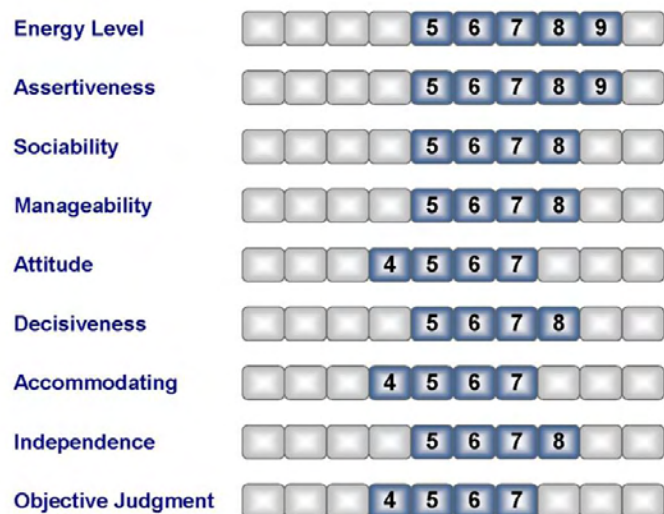 Energy Level 5 6 7 8 9
Assertiveness 5 6 7 8 9
Sociability 5 6 7 8
Manageability 5 6 7 8
Attitude 4 5 6 7
Decisiveness 5 6 7 8
Accommodating 4 5 6 7
Independence 5 6 7 8
Objective Judgment 4 5 6 7